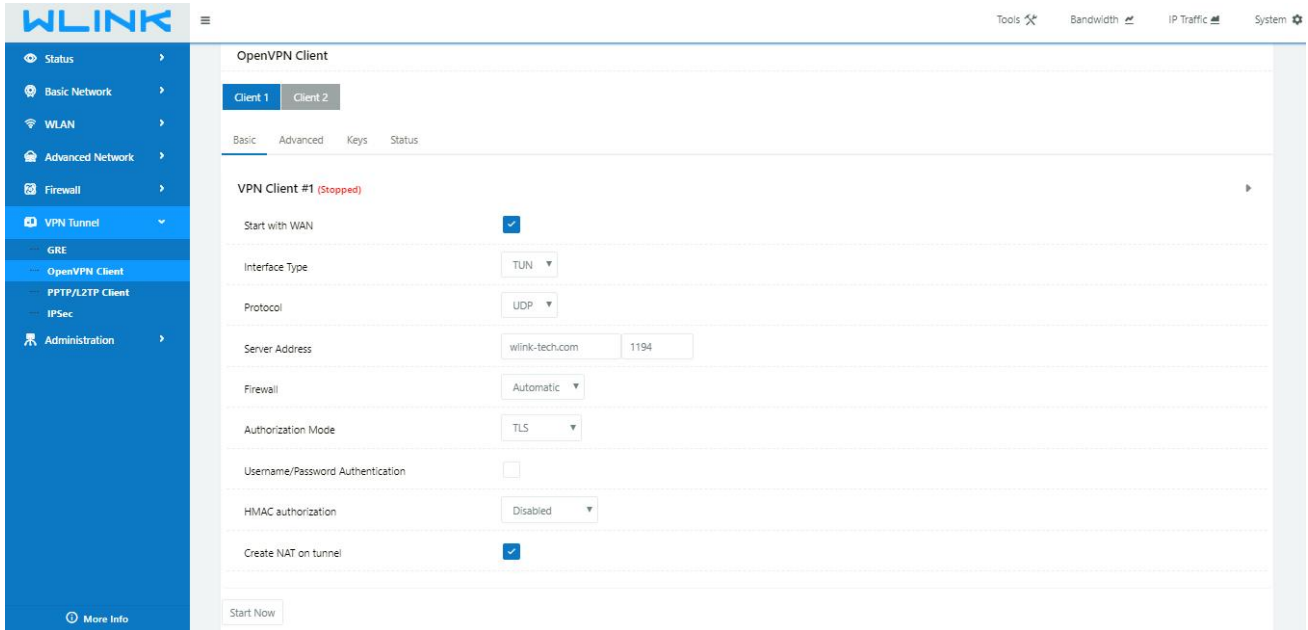 WLINK
Tools Bandwidth IP Traffic System
Status
Basic Network
WLAN
Advanced Network
Firewall
VPN Tunnel
GRE
OpenVPN Client
PPTP/L2TP Client
IPSec
Administration
More Info
OpenVPN Client
Client 1 Client 2
Basic Advanced Keys Status
VPN Client #1 (Stopped)
Start with WAN
Interface Type TUN
Protocol UDP
Server Address wlink-tech.com 1194
Firewall Automatic
Authorization Mode TLS
Username/Password Authentication
HMAC authorization Disabled
Create NAT on tunnel
Start Now